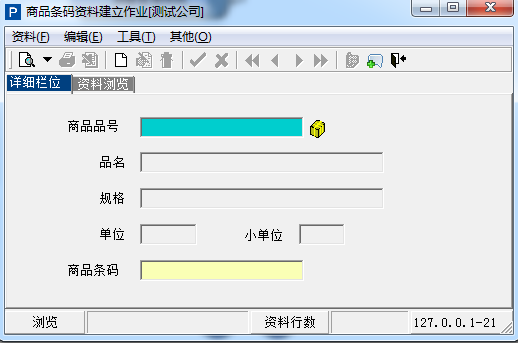 P 商品条码资料建立作业[测试公司]
资料(F) 编辑(E) 工具(T) 其他(O)
详细栏位 资料浏览
商品品号
品名
规格
单位 小单位
商品条码
浏览 资料行数 127.0.0.1-21